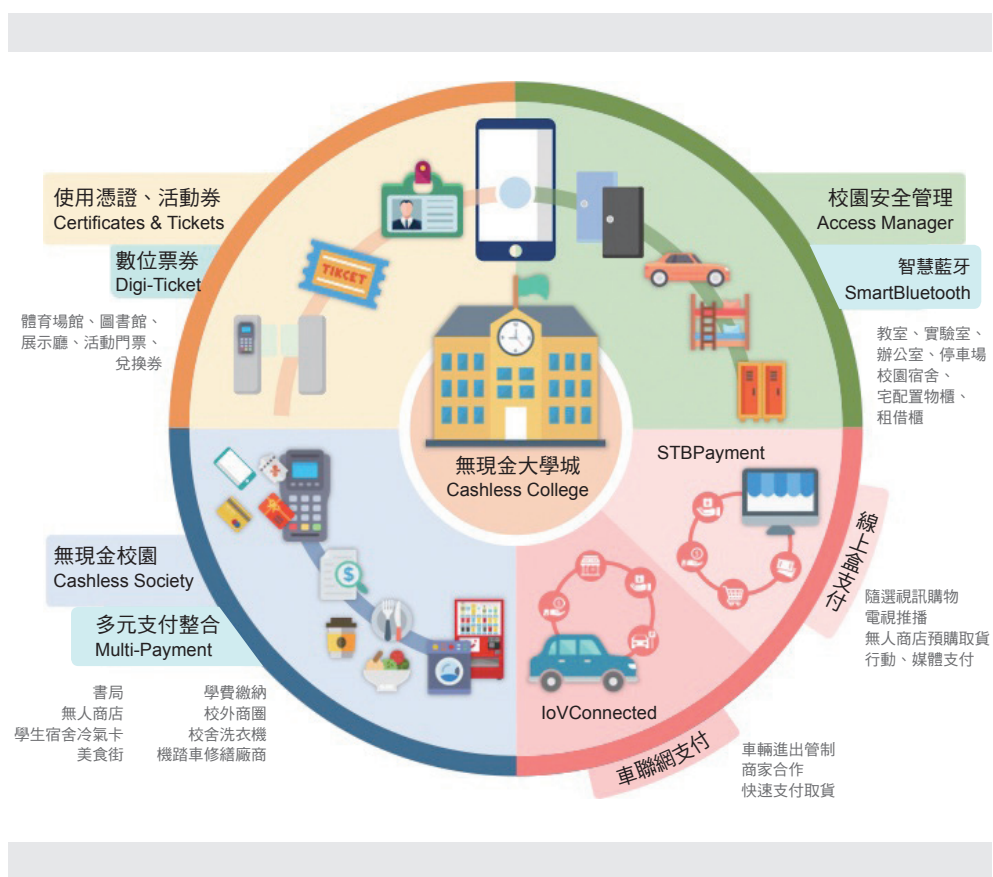 使用憑證、活動券
Certificates & Tickets
數位票券
Digi-Ticket
體育場館、圖書館、
展示廳、活動門票、
兌換券
TIKCET
校園安全管理
Access Manager
智慧藍牙
SmartBluetooth
教室、實驗室、
辦公室、停車場
校園宿舍、
宅配置物櫃、
租借櫃
無現金大學城
Cashless College
STBPayment
線上盒支付
隨選視訊購物
電視推播
無人商店預購取貨
行動、媒體支付
IoVConnected
車聯網支付
車輛進出管制
商家合作
快速支付取貨
無現金校園
Cashless Society
多元支付整合
Multi-Payment
書局
無人商店
學生宿舍冷氣卡
美食街
學費繳納
校外商圈
校舍洗衣機
機踏車修繕廠商
$